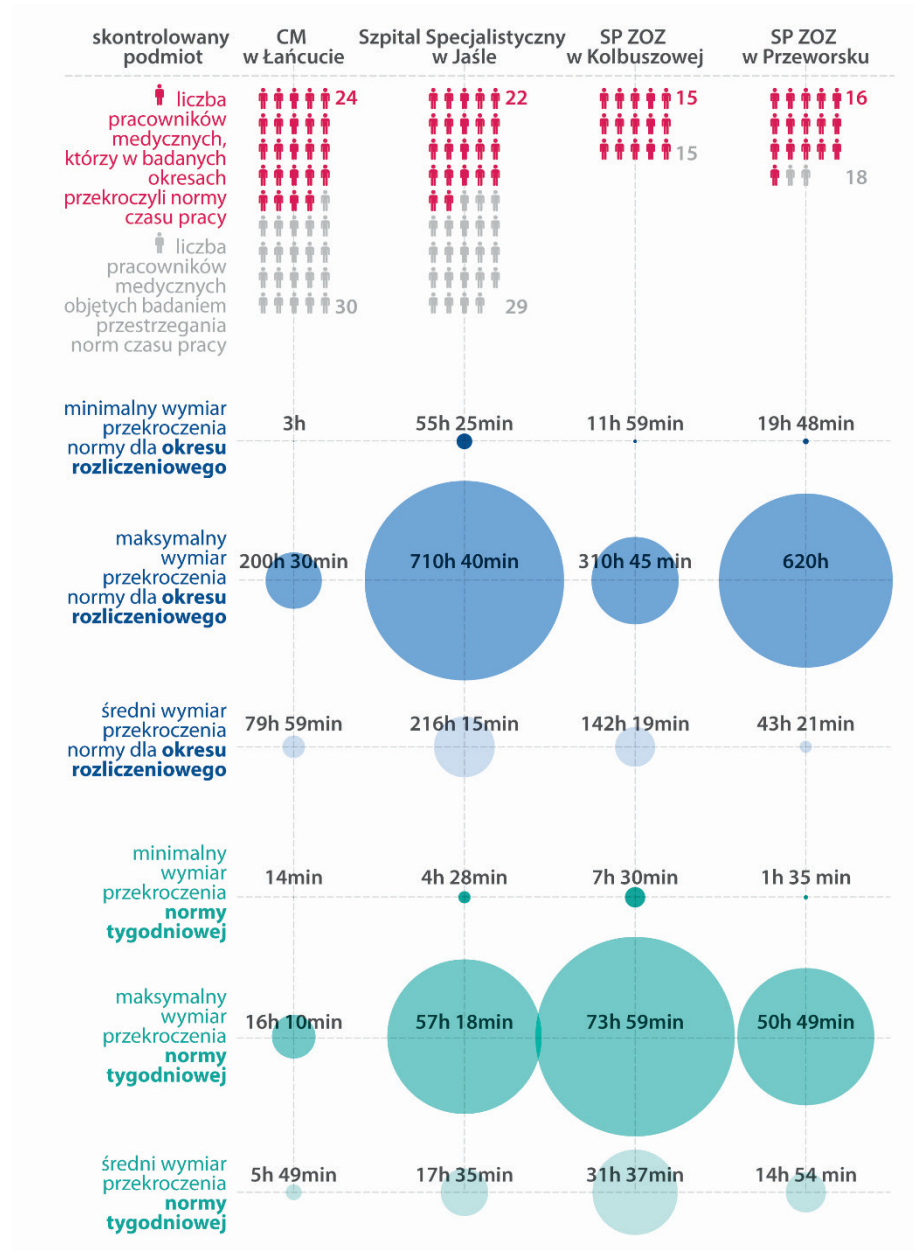 skontrolowany
podmiot
CM
w Łańcucie
Szpital Specjalistyczny
w Jaśle
SP ZOZ
w Kolbuszowej
SP ZOZ
w Przeworsku
liczba
pracowników
medycznych,
którzy w badanych
okresach
przekroczyli normy
czasu pracy
24
22
15
16
liczba
pracowników
medycznych
objętych badaniem
przestrzegania
norm czasu pracy
30
29
15
18
minimalny wymiar
przekroczenia
normy dla okresu
rozliczeniowego
3h
55h 25min
11h 59min
19h 48min
maksymalny
wymiar
przekroczenia
normy dla okresu
rozliczeniowego
200h 30min
710h 40min
310h 45 min
620h
średni wymiar
przekroczenia
normy dla okresu
rozliczeniowego
79h 59min
216h 15min
142h 19min
43h 21min
minimalny
wymiar
przekroczenia
normy
tygodniowej
14min
4h 28min
7h 30min
1h 35 min
maksymalny
wymiar
przekroczenia
normy
tygodniowej
16h 10min
57h 18min
73h 59min
50h 49min
średni wymiar
przekroczenia
normy
tygodniowej
5h 49min
17h 35min
31h 37min
14h 54 min